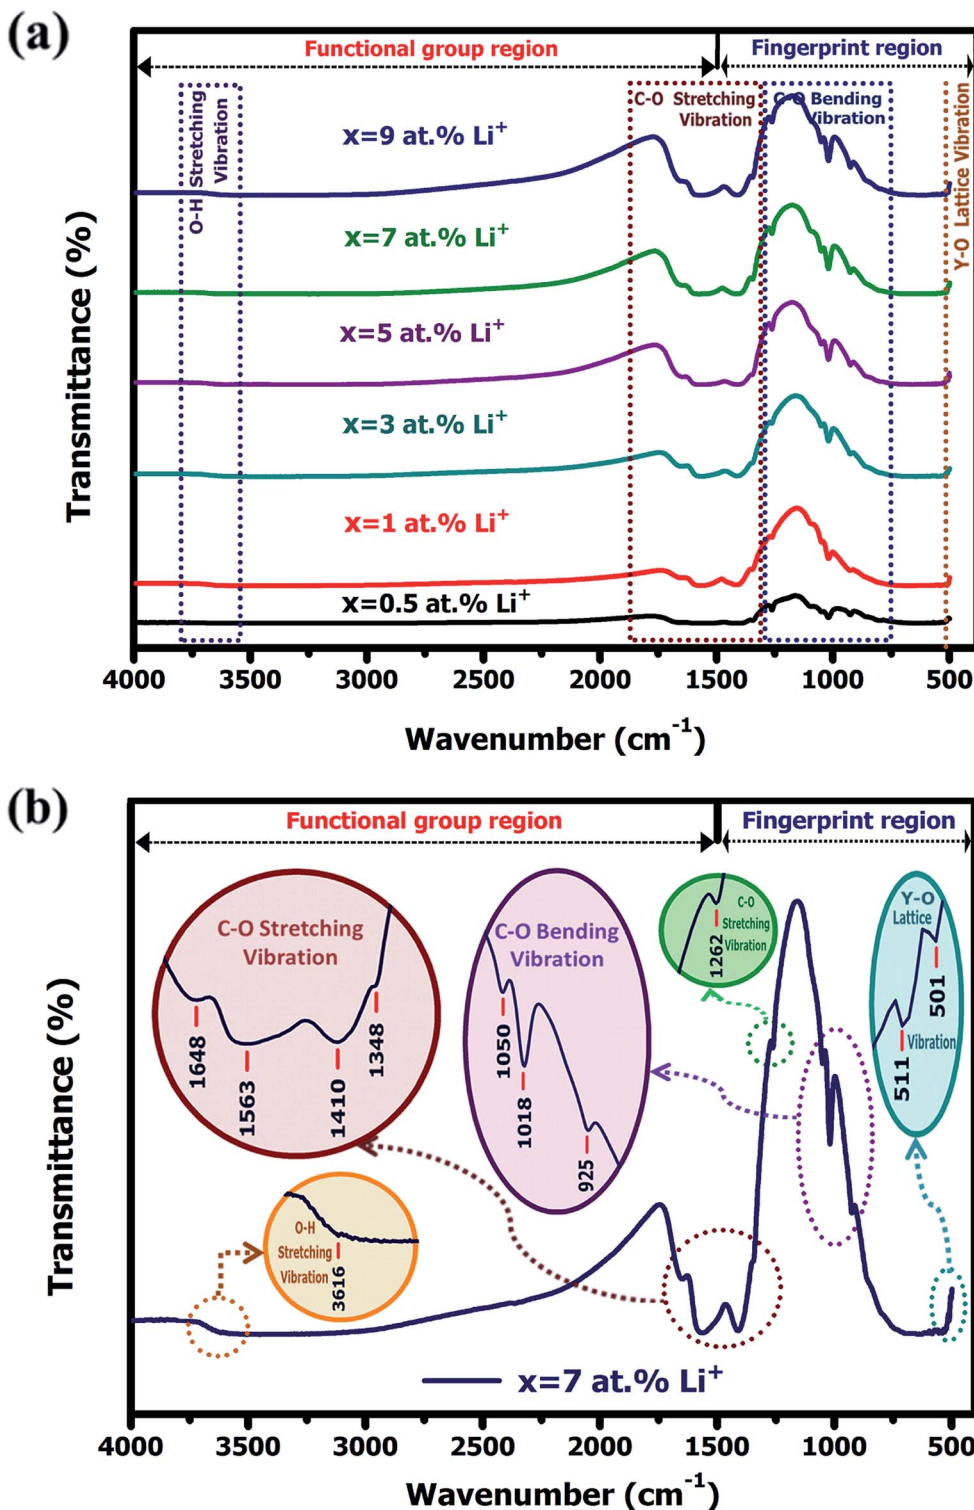 (a)
Functional group region
Fingerprint region
O-H Stretching
Vibration
C-O Stretching
Vibration
C-O Bending
Vibration
Y-O Lattice Vibration
x=9 at.% Li⁺
x=7 at.% Li⁺
x=5 at.% Li⁺
x=3 at.% Li⁺
x=1 at.% Li⁺
x=0.5 at.% Li⁺
Transmittance (%)
4000 3500 3000 2500 2000 1500 1000 500
Wavenumber (cm⁻¹)
(b)
Functional group region
Fingerprint region
C-O Stretching
Vibration
1648
1563
1410
1348
C-O Bending
Vibration
1050
1018
925
C-O
Stretching
Vibration
1262
Y-O
Lattice
Vibration
501
511
O-H
Stretching
Vibration
3616
x=7 at.% Li⁺
Transmittance (%)
4000 3500 3000 2500 2000 1500 1000 500
Wavenumber (cm⁻¹)